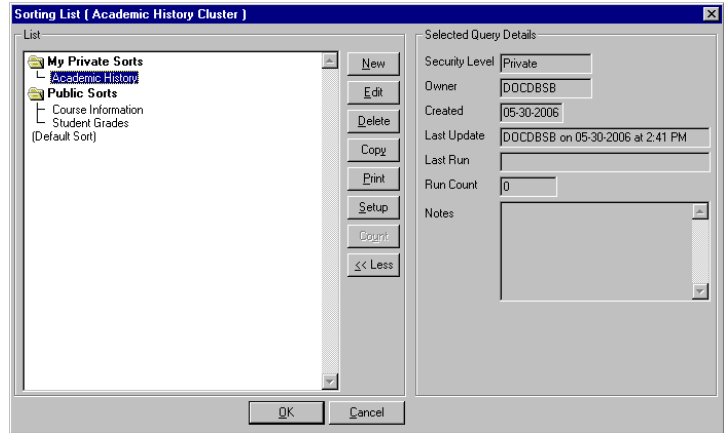 Sorting List ( Academic History Cluster )
List
My Private Sorts
Academic History
Public Sorts
Course Information
Student Grades
(Default Sort)
New
Edit
Delete
Copy
Print
Setup
Count
<< Less
Selected Query Details
Security Level Private
Owner DOCDBSB
Created 05-30-2006
Last Update DOCDBSB on 05-30-2006 at 2:41 PM
Last Run
Run Count 0
Notes
OK Cancel